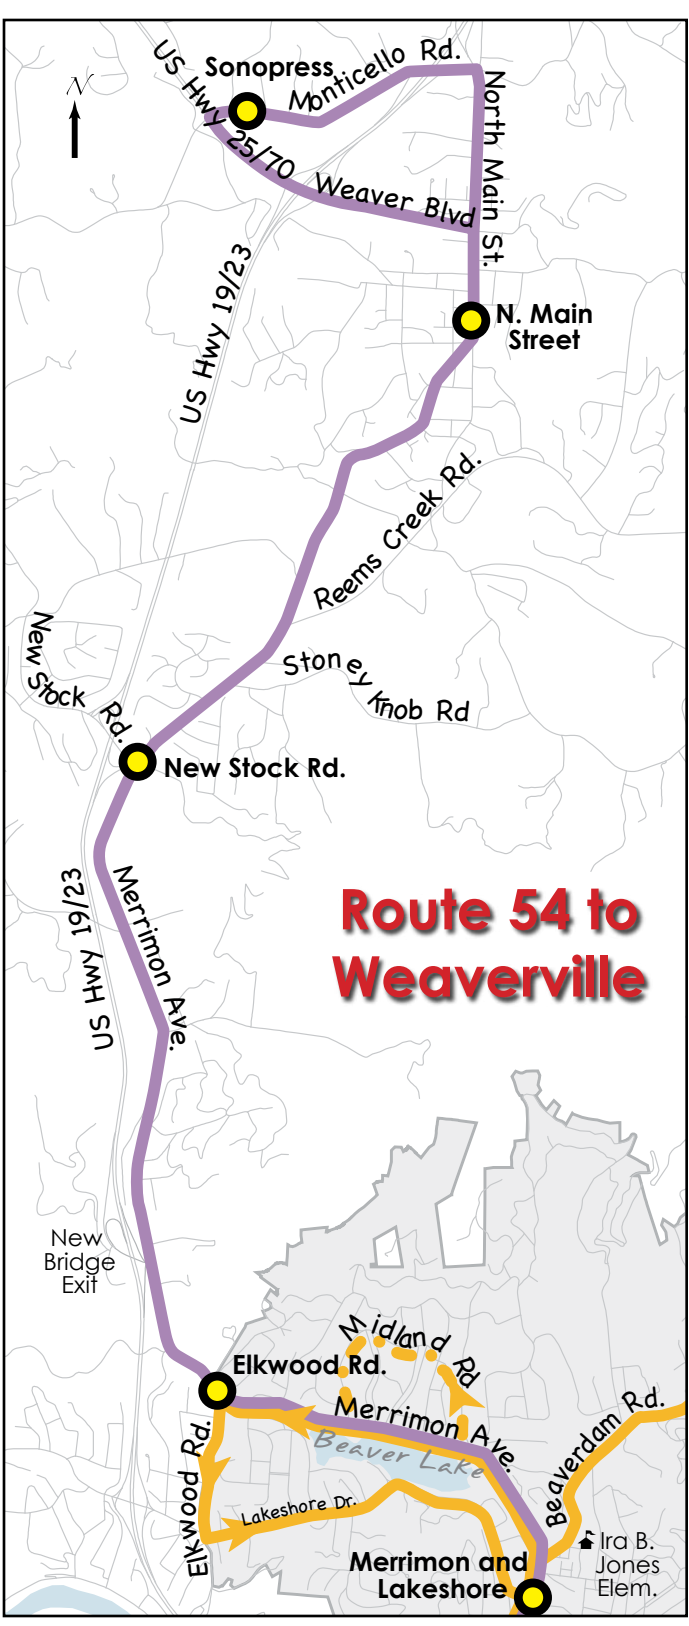 N
US Hwy 25/70
Sonopress
Monticello Rd.
North Main St.
Weaver Blvd
US Hwy 19/23
N. Main
Street
Reems Creek Rd.
New Stock Rd.
Stoney Knob Rd
New Stock Rd.
US Hwy 19/23
Merrimon Ave.
Route 54 to
Weaverville
New
Bridge
Exit
Midland Rd
Elkwood Rd.
Merrimon Ave.
Beaver Lake
Elkwood Rd.
Lakeshore Dr.
Beaverdam Rd.
Ira B.
Jones
Elem.
Merrimon and
Lakeshore